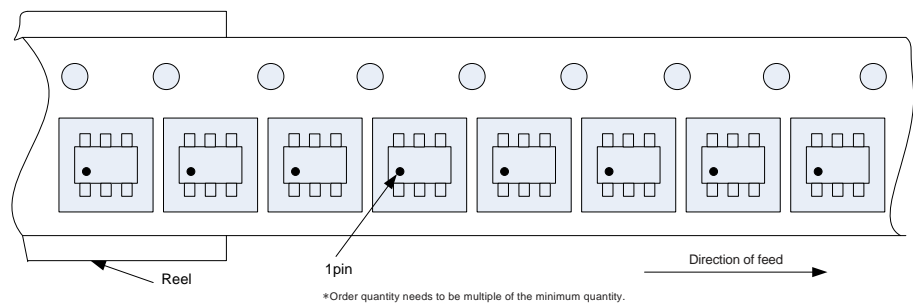 Direction of feed
1pin
Reel
*Order quantity needs to be multiple of the minimum quantity.